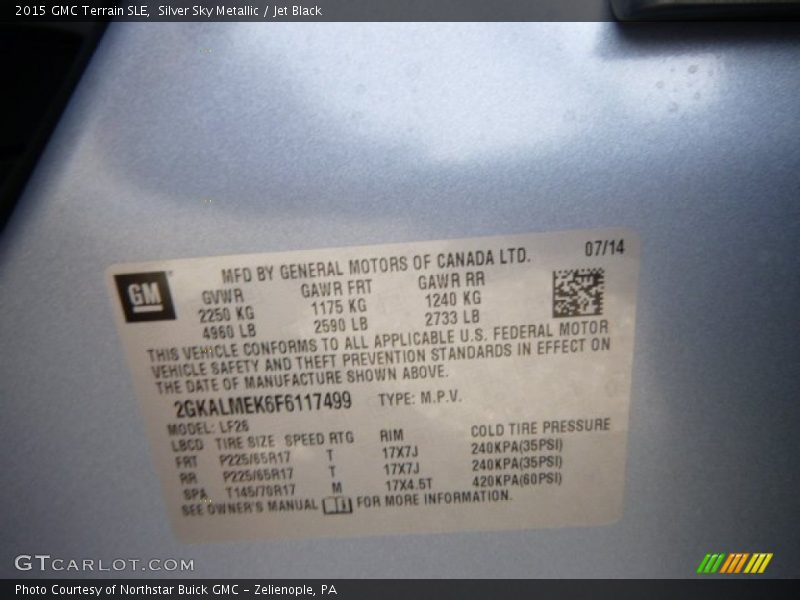 2015 GMC Terrain SLE, Silver Sky Metallic / Jet Black
07/14
GM
MFD BY GENERAL MOTORS OF CANADA LTD.
GVWR GAWR FRT GAWR RR
2250 KG 1175 KG 1240 KG
4960 LB 2590 LB 2733 LB
THIS VEHICLE CONFORMS TO ALL APPLICABLE U.S. FEDERAL MOTOR
VEHICLE SAFETY AND THEFT PREVENTION STANDARDS IN EFFECT ON
THE DATE OF MANUFACTURE SHOWN ABOVE.
2GKALMEK6F6117499 TYPE: M.P.V.
MODEL: LF26
LBCD TIRE SIZE SPEED RTG RIM COLD TIRE PRESSURE
FRT P225/65R17 T 17X7J 240KPA(35PSI)
RR P225/65R17 T 17X7J 240KPA(35PSI)
SPA T145/70R17 M 17X4.5T 420KPA(60PSI)
SEE OWNER'S MANUAL FOR MORE INFORMATION.
GTCARLOT.COM
Photo Courtesy of Northstar Buick GMC - Zelienople, PA